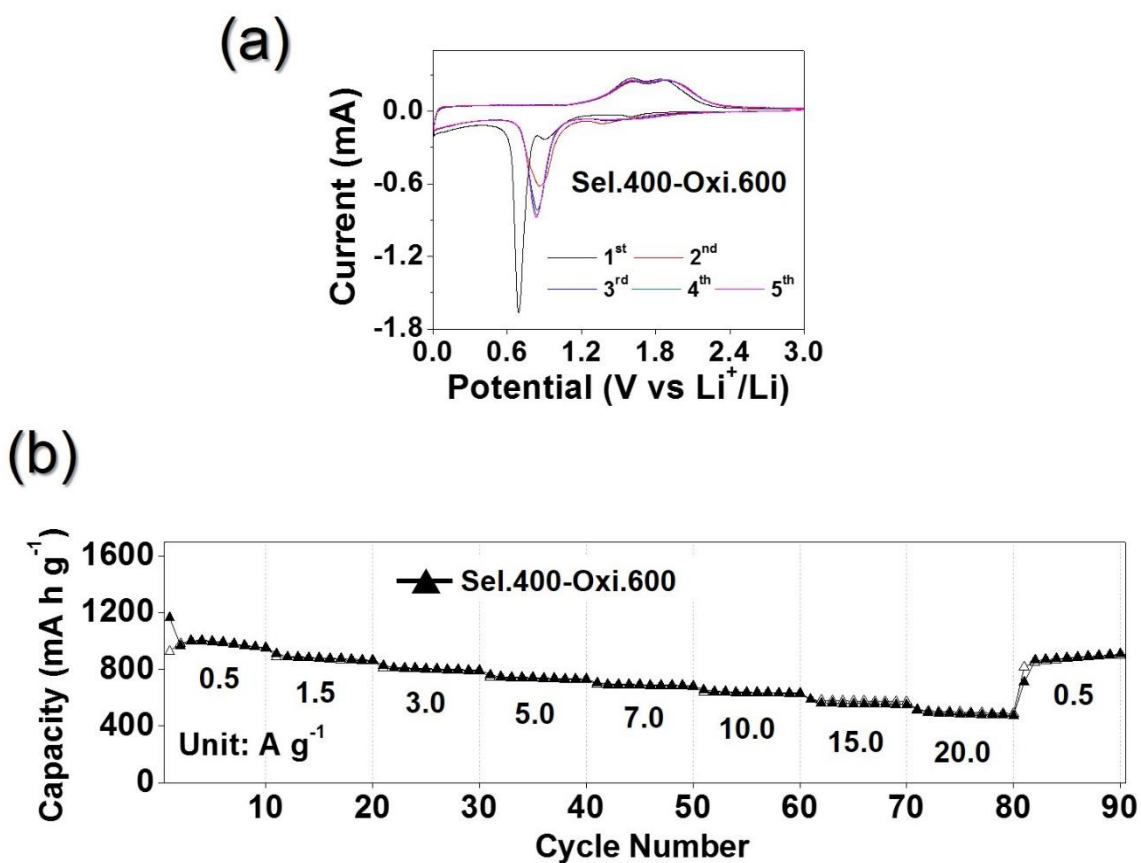 (a)
0.0
-0.6
-1.2
-1.8
Current (mA)
Sel.400-Oxi.600
1st 2nd
3rd 4th 5th
0.0 0.6 1.2 1.8 2.4 3.0
Potential (V vs Li+/Li)
(b)
1600
1200
800
400
0
Capacity (mA h g-1)
Sel.400-Oxi.600
0.5 1.5 3.0 5.0 7.0 10.0 15.0 20.0 0.5
Unit: A g-1
10 20 30 40 50 60 70 80 90
Cycle Number